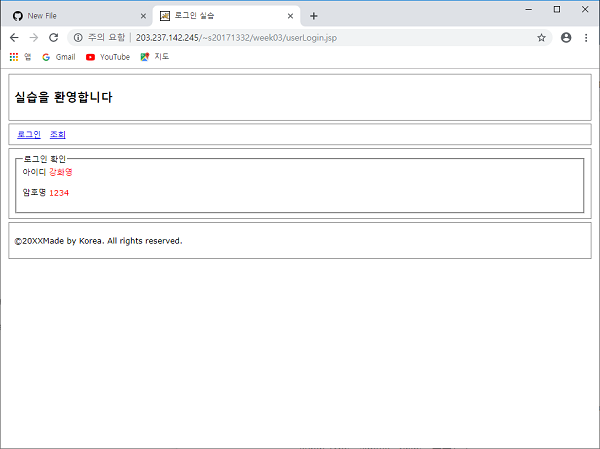 New File
로그인 실습
주의 요함 | 203.237.142.245/~s20171332/week03/userLogin.jsp
앱 Gmail YouTube 지도
실습을 환영합니다
로그인 조회
로그인 확인
아이디 강화영
암호명 1234
©20XXMade by Korea. All rights reserved.